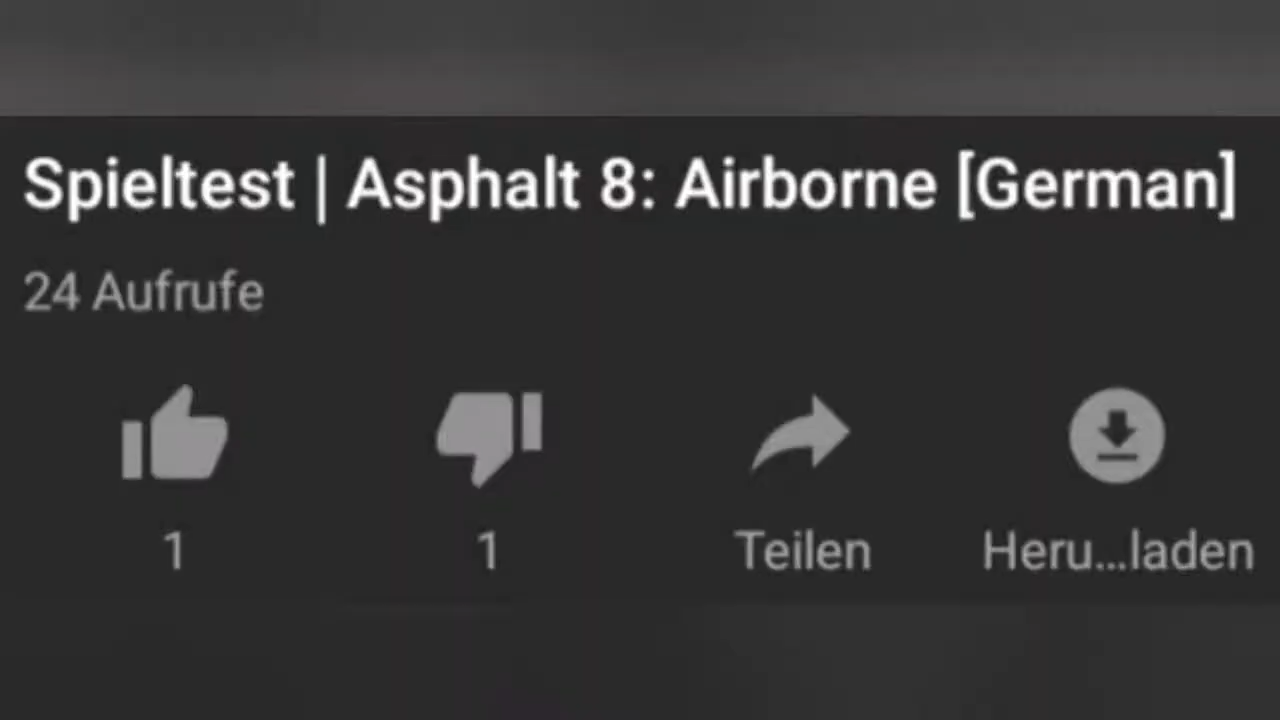 Spieltest | Asphalt 8: Airborne [German]
24 Aufrufe
1 1 Teilen Heru...laden